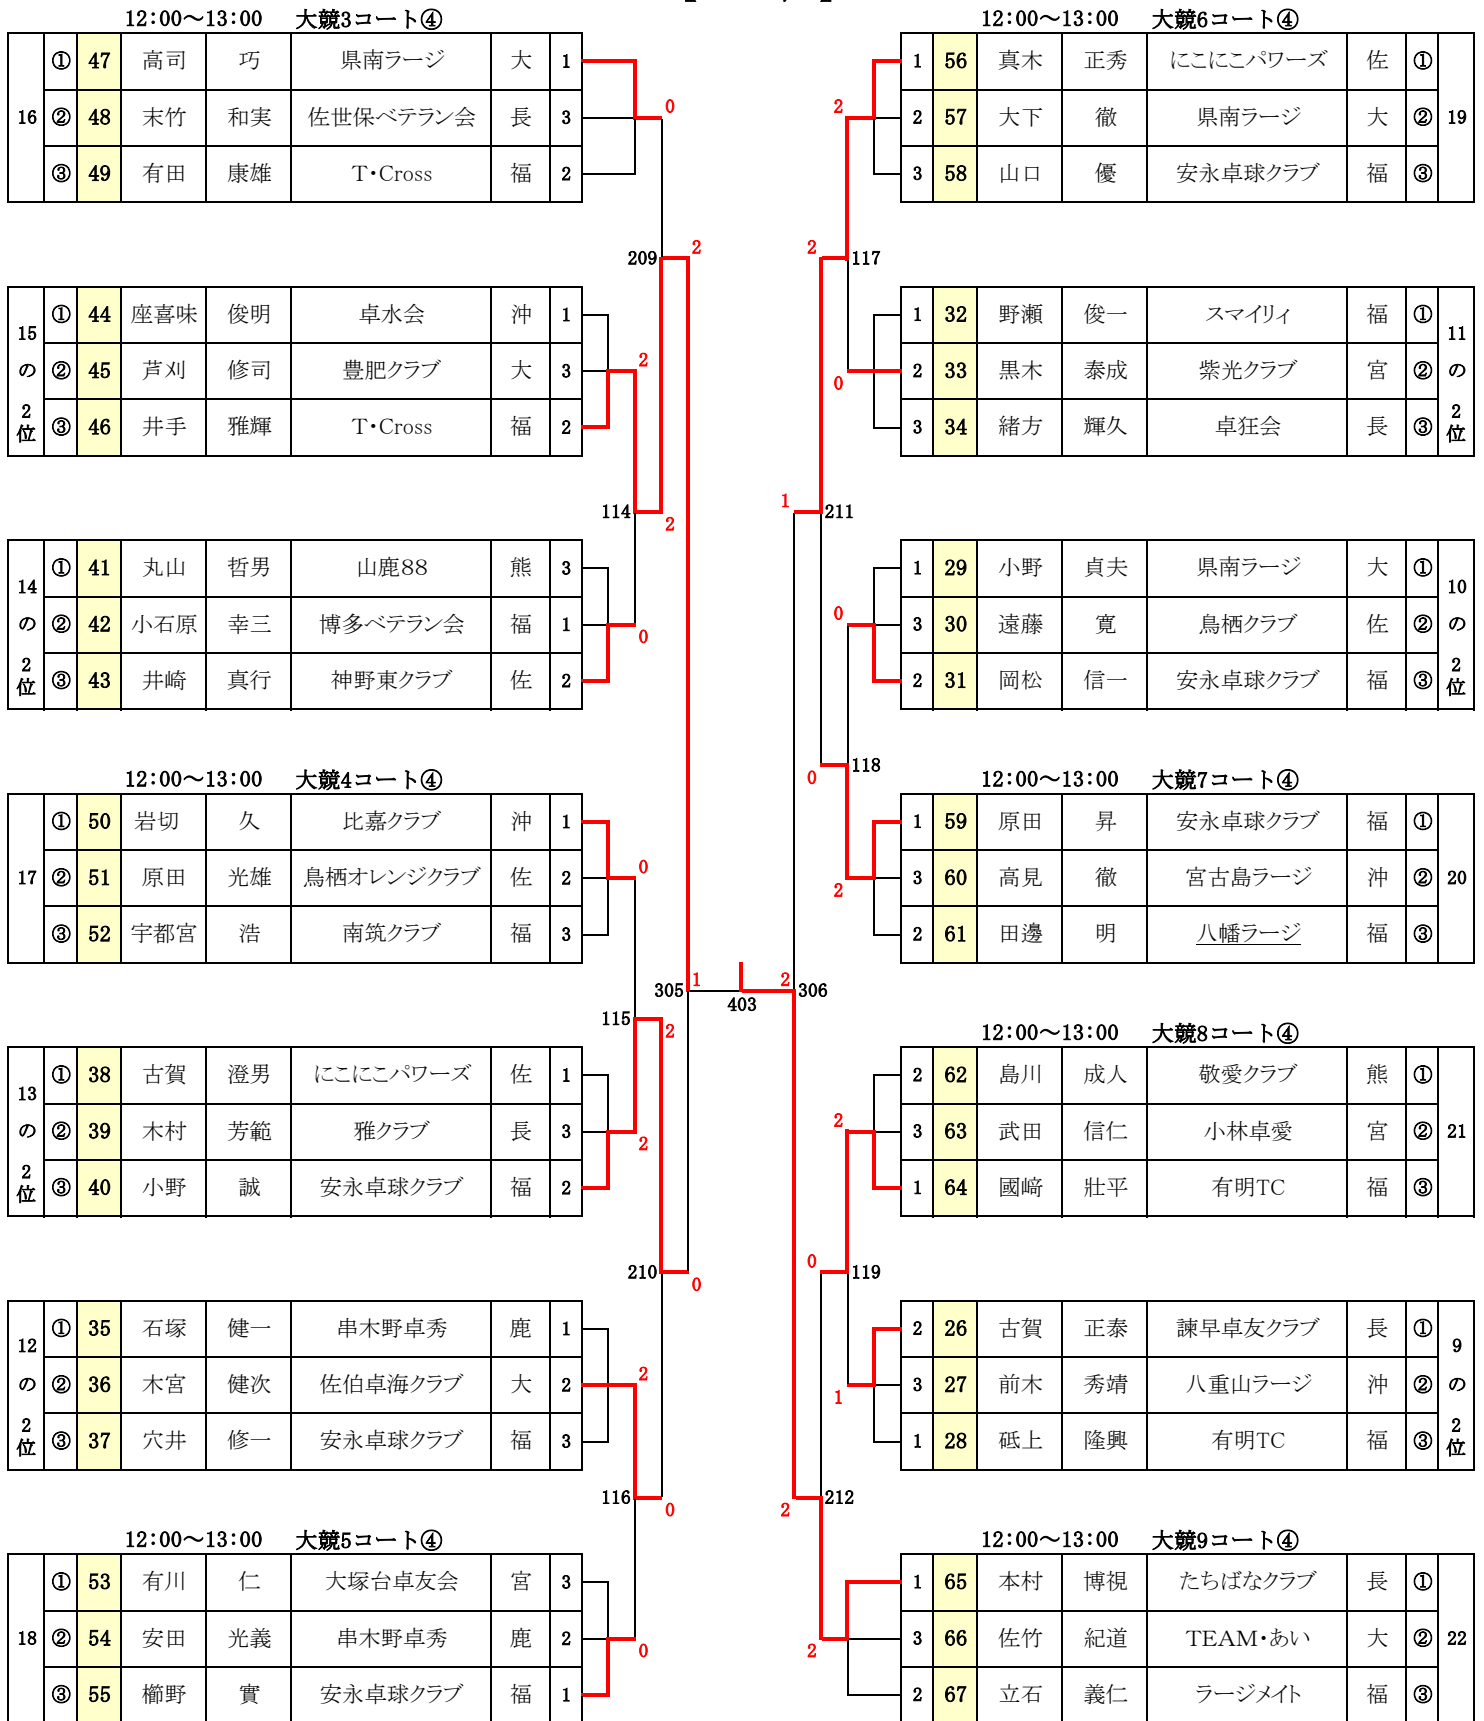 12:00～13:00 大競3コート④
16 ① 47 高司 巧 県南ラージ 大 1
② 48 末竹 和実 佐世保ベテラン会 長 3
③ 49 有田 康雄 T・Cross 福 2
0
209 2
15の2位 ① 44 座喜味 俊明 卓水会 沖 1
② 45 芦刈 修司 豊肥クラブ 大 3
③ 46 井手 雅輝 T・Cross 福 2
2
114 2
14の2位 ① 41 丸山 哲男 山鹿88 熊 3
② 42 小石原 幸三 博多ベテラン会 福 1
③ 43 井崎 真行 神野東クラブ 佐 2
0
12:00～13:00 大競4コート④
17 ① 50 岩切 久 比嘉クラブ 沖 1
② 51 原田 光雄 鳥栖オレンジクラブ 佐 2
③ 52 宇都宮 浩 南筑クラブ 福 3
0
305 1
115 2
13の2位 ① 38 古賀 澄男 にこにこパワーズ 佐 1
② 39 木村 芳範 雅クラブ 長 3
③ 40 小野 誠 安永卓球クラブ 福 2
2
210 0
12の2位 ① 35 石塚 健一 串木野卓秀 鹿 1
② 36 木宮 健次 佐伯卓海クラブ 大 2
③ 37 穴井 修一 安永卓球クラブ 福 3
2
116 0
12:00～13:00 大競5コート④
18 ① 53 有川 仁 大塚台卓友会 宮 3
② 54 安田 光義 串木野卓秀 鹿 2
③ 55 櫛野 實 安永卓球クラブ 福 1
0
403
12:00～13:00 大競6コート④
1 56 真木 正秀 にこにこパワーズ 佐 ① 19
2 57 大下 徹 県南ラージ 大 ②
3 58 山口 優 安永卓球クラブ 福 ③
2
2 117
1 32 野瀬 俊一 スマイリィ 福 ① 11の2位
2 33 黒木 泰成 紫光クラブ 宮 ②
3 34 緒方 輝久 卓狂会 長 ③
0
1 211
1 29 小野 貞夫 県南ラージ 大 ① 10の2位
3 30 遠藤 寛 鳥栖クラブ 佐 ②
2 31 岡松 信一 安永卓球クラブ 福 ③
0
0 118
12:00～13:00 大競7コート④
1 59 原田 昇 安永卓球クラブ 福 ① 20
3 60 高見 徹 宮古島ラージ 沖 ②
2 61 田邊 明 八幡ラージ 福 ③
2
2 306
12:00～13:00 大競8コート④
2 62 島川 成人 敬愛クラブ 熊 ① 21
3 63 武田 信仁 小林卓愛 宮 ②
1 64 國﨑 壯平 有明TC 福 ③
2
0 119
2 26 古賀 正泰 諫早卓友クラブ 長 ① 9の2位
3 27 前木 秀靖 八重山ラージ 沖 ②
1 28 砥上 隆興 有明TC 福 ③
1
2 212
12:00～13:00 大競9コート④
1 65 本村 博視 たちばなクラブ 長 ① 22
3 66 佐竹 紀道 TEAM・あい 大 ②
2 67 立石 義仁 ラージメイト 福 ③
2